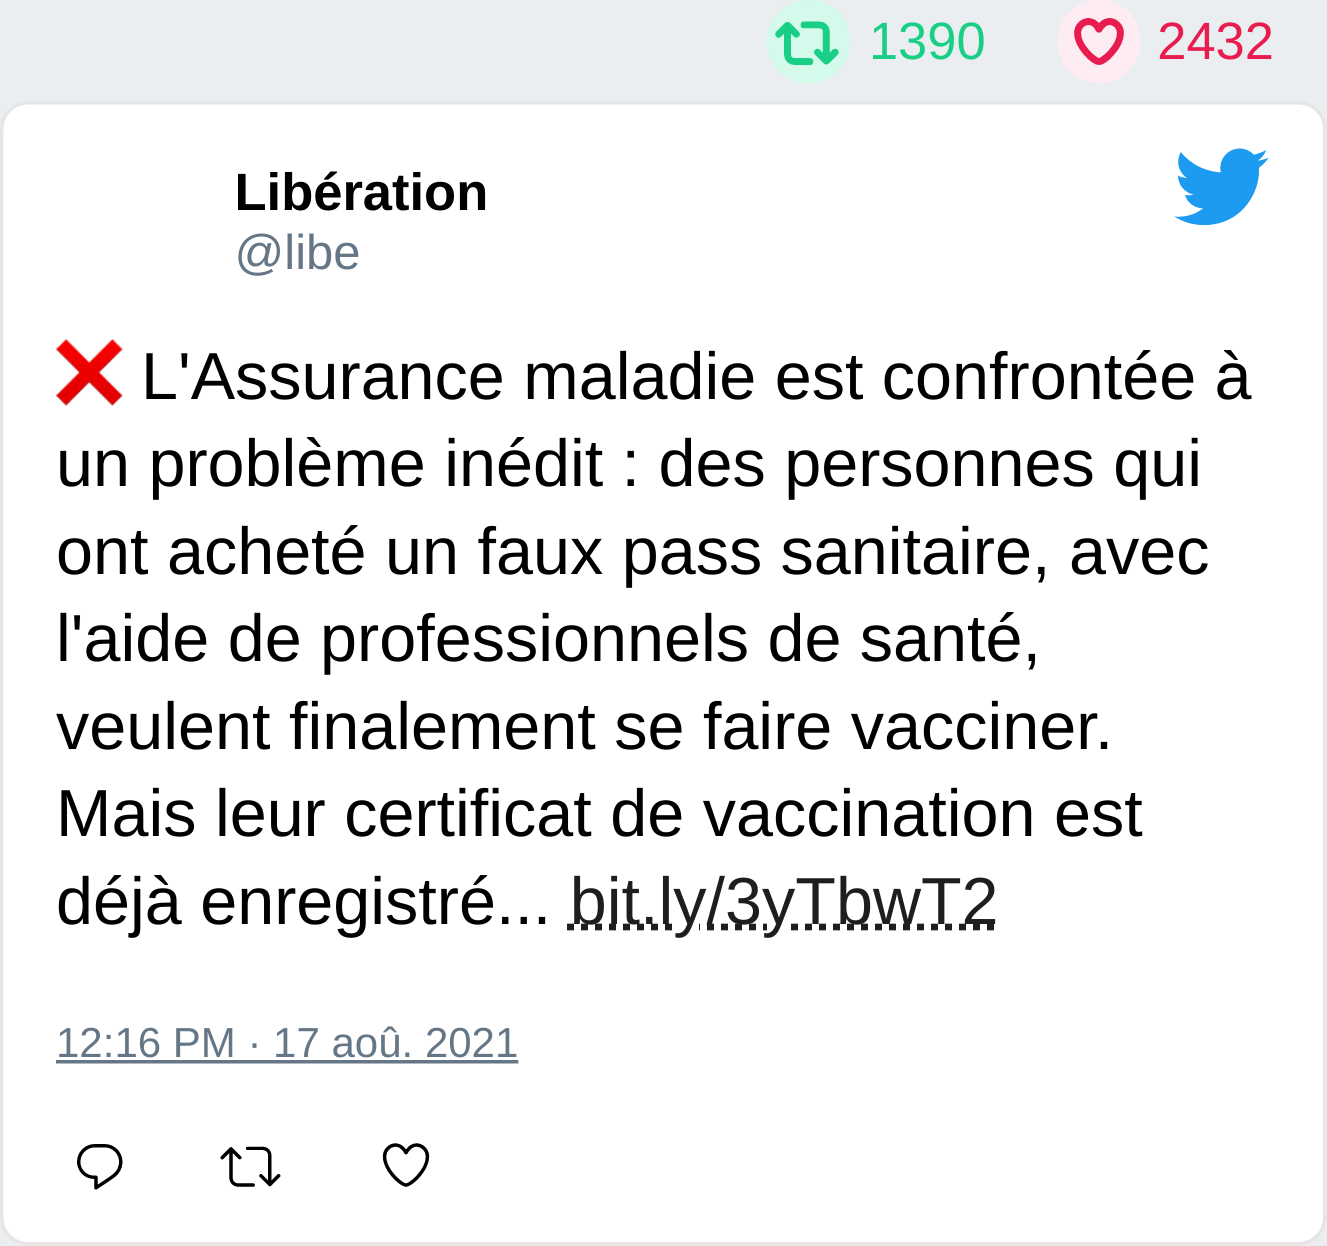 1390 2432
Libération
@libe
❌ L'Assurance maladie est confrontée à
un problème inédit : des personnes qui
ont acheté un faux pass sanitaire, avec
l'aide de professionnels de santé,
veulent finalement se faire vacciner.
Mais leur certificat de vaccination est
déjà enregistré... bit.ly/3yTbwT2
12:16 PM · 17 aoû. 2021